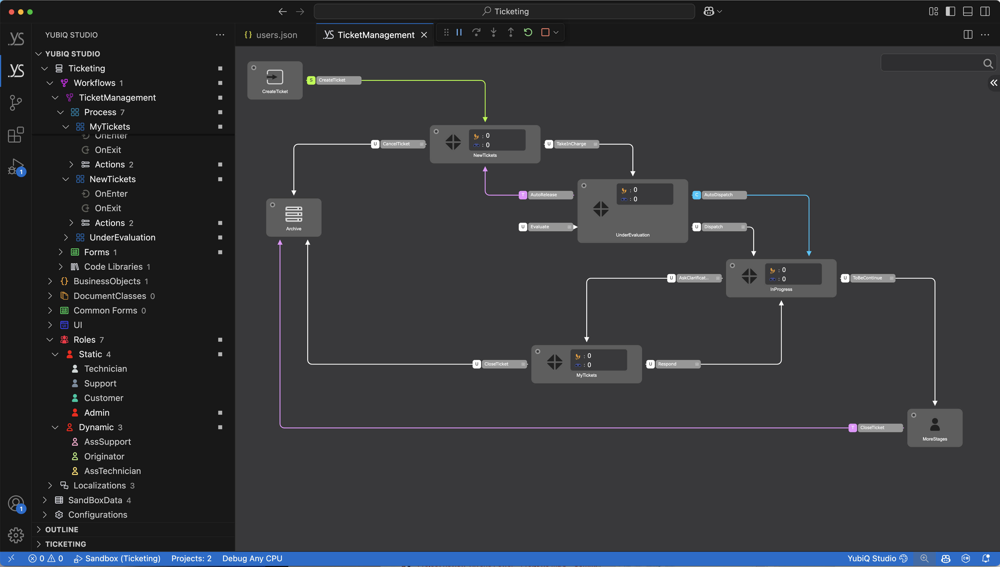 Ticketing
YS
YS
1
1
YUBIQ STUDIO
YUBIQ STUDIO
Ticketing
Workflows 1
TicketManagement
Process 7
MyTickets
OnEnter
OnExit
Actions 2
NewTickets
OnEnter
OnExit
Actions 2
UnderEvaluation
Forms 1
Code Libraries 1
BusinessObjects 1
DocumentClasses 0
Common Forms 0
UI
Roles 7
Static 4
Technician
Support
Customer
Admin
Dynamic 3
AssSupport
Originator
AssTechnician
Localizations 3
SandBoxData 4
Configurations
OUTLINE
TICKETING
{} users.json
YS TicketManagement
CreateTicket
S CreateTicket
U CancelTicket
: 0
: 0
NewTickets
U TakeInCharge
Archive
T AutoRelease
U Evaluate
: 0
: 0
UnderEvaluation
C AutoDispatch
U Dispatch
U AskClarificat..
: 0
: 0
InProgress
U ToBeContinue
U CloseTicket
: 0
: 0
MyTickets
U Respond
T CloseTicket
MoreStages
0 0 Sandbox (Ticketing) Projects: 2 Debug Any CPU
YubiQ Studio